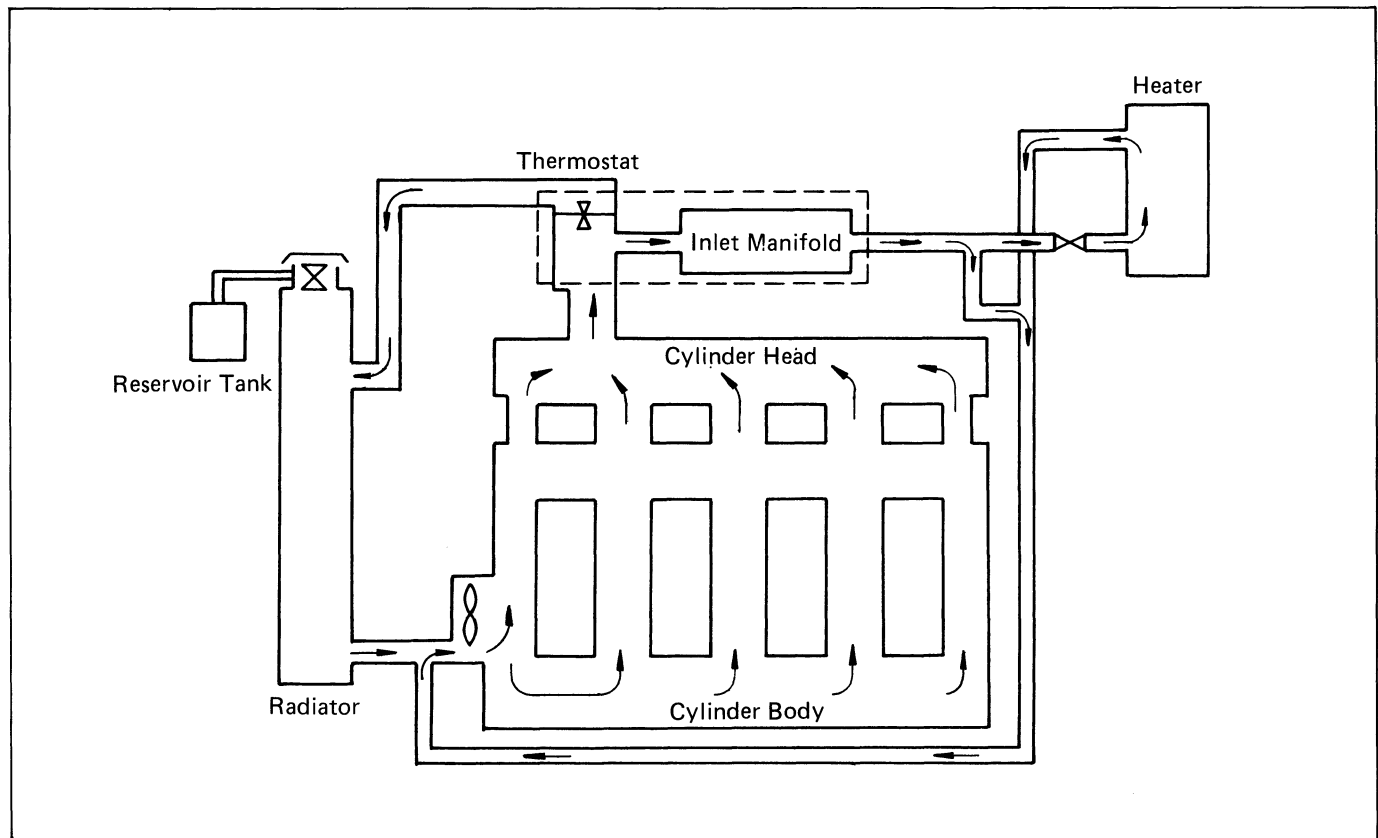 Heater
Thermostat
Inlet Manifold
Reservoir Tank
Cylinder Head
Radiator
Cylinder Body